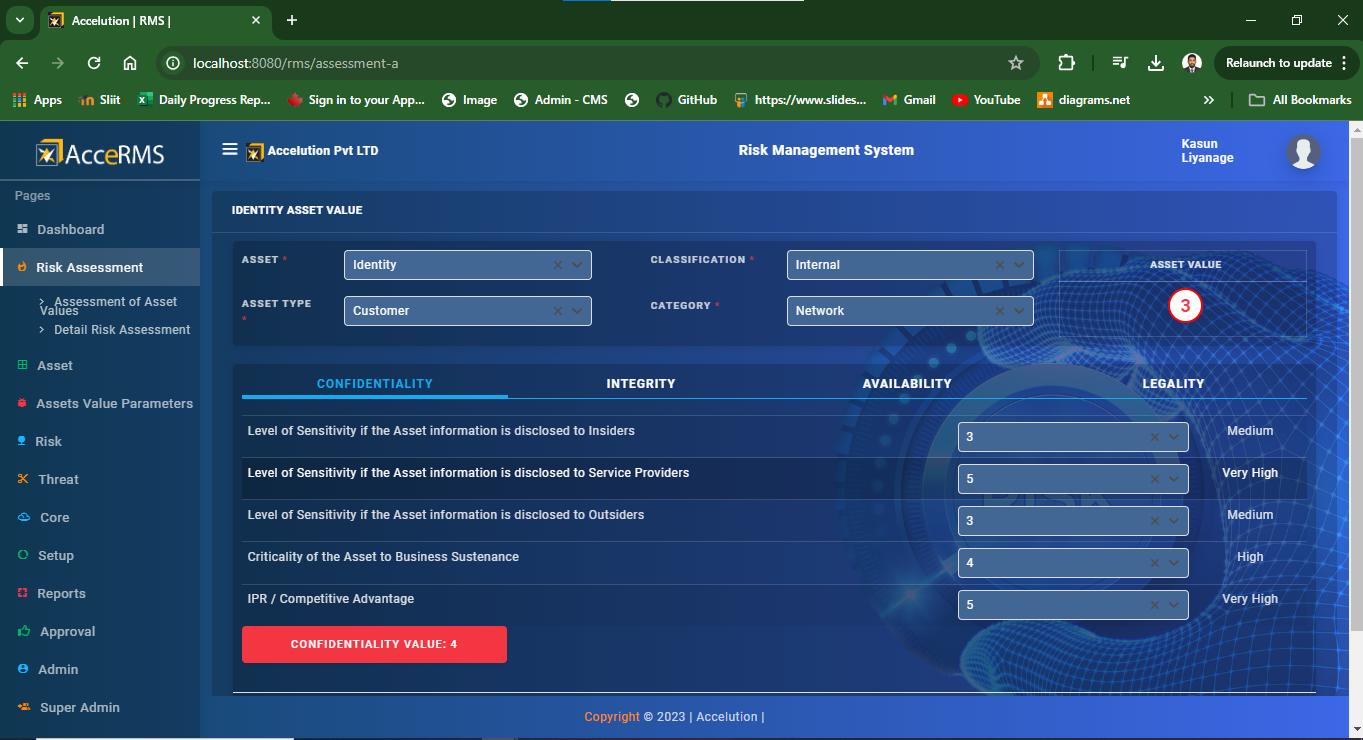 Accelution | RMS |
localhost:8080/rms/assessment-a
Relaunch to update
Apps
Sliit
Daily Progress Rep...
Sign in to your App...
Image
Admin - CMS
GitHub
https://www.slides...
Gmail
YouTube
diagrams.net
All Bookmarks
AcceRMS
Accelution Pvt LTD
Risk Management System
Kasun
Liyanage
Pages
Dashboard
Risk Assessment
Assessment of Asset
Values
Detail Risk Assessment
Asset
Assets Value Parameters
Risk
Threat
Core
Setup
Reports
Approval
Admin
Super Admin
IDENTITY ASSET VALUE
ASSET * Identity
CLASSIFICATION * Internal
ASSET TYPE
* Customer
CATEGORY * Network
ASSET VALUE
3
CONFIDENTIALITY INTEGRITY AVAILABILITY LEGALITY
Level of Sensitivity if the Asset information is disclosed to Insiders 3 Medium
Level of Sensitivity if the Asset information is disclosed to Service Providers 5 Very High
Level of Sensitivity if the Asset information is disclosed to Outsiders 3 Medium
Criticality of the Asset to Business Sustenance 4 High
IPR / Competitive Advantage 5 Very High
RISK
CONFIDENTIALITY VALUE: 4
Copyright © 2023 | Accelution |